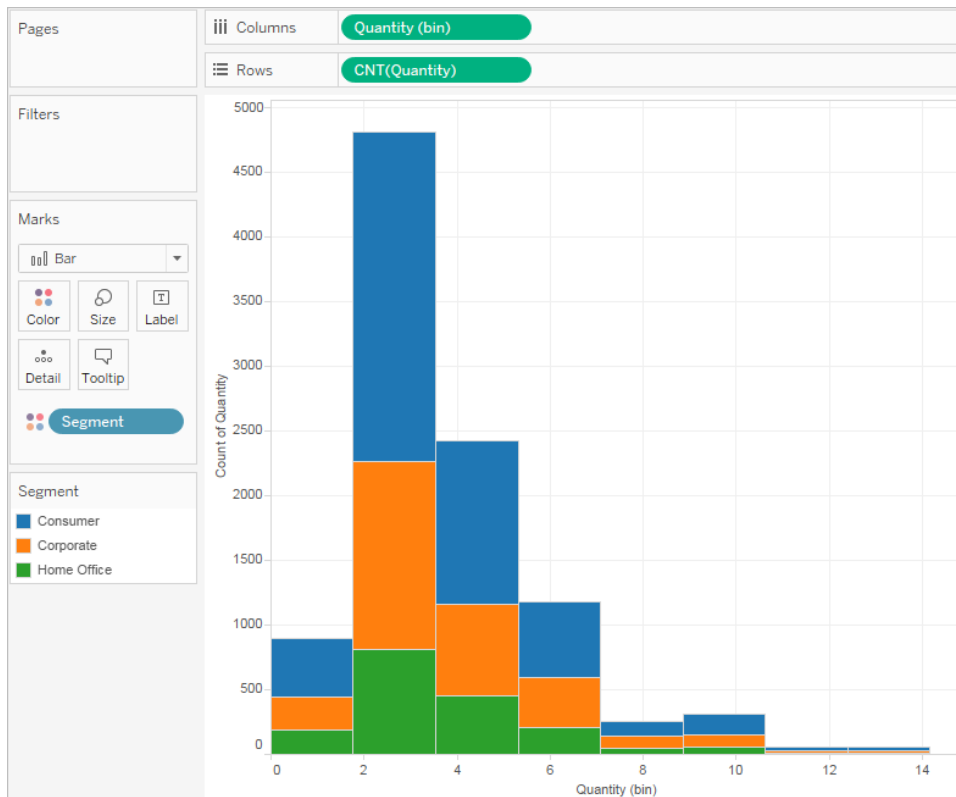 Pages
Columns
Quantity (bin)
Rows
CNT(Quantity)
Filters
Marks
Bar
Color
Size
T
Label
Detail
Tooltip
Segment
Segment
Consumer
Corporate
Home Office
Count of Quantity
5000
4500
4000
3500
3000
2500
2000
1500
1000
500
0
0 2 4 6 8 10 12 14
Quantity (bin)